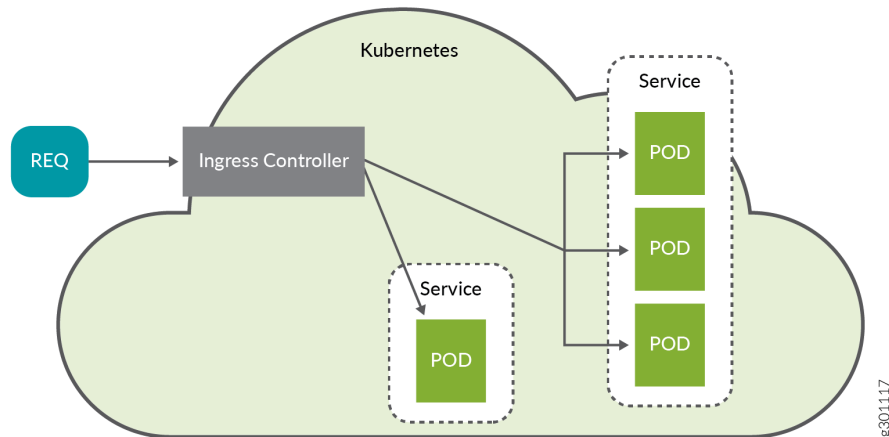 Kubernetes
Service
REQ
Ingress Controller
POD
POD
POD
Service
POD
g301117